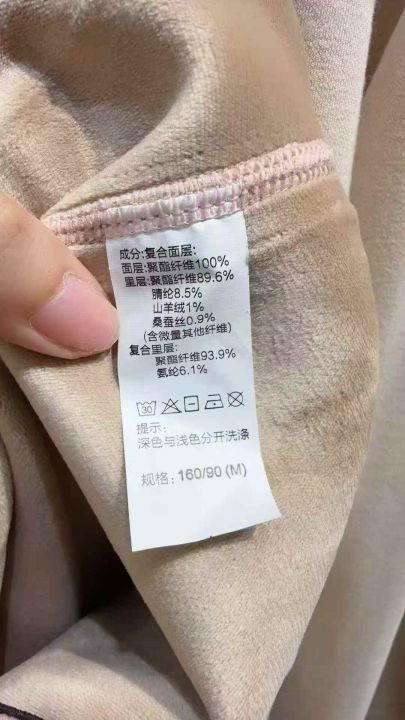 成分:复合面层:
面层:聚酯纤维100%
里层:聚酯纤维89.6%
腈纶8.5%
山羊绒1%
桑蚕丝0.9%
(含微量其他纤维)
复合里层:
聚酯纤维93.9%
氨纶6.1%
30
提示:
深色与浅色分开洗涤
规格: 160/90 (M)